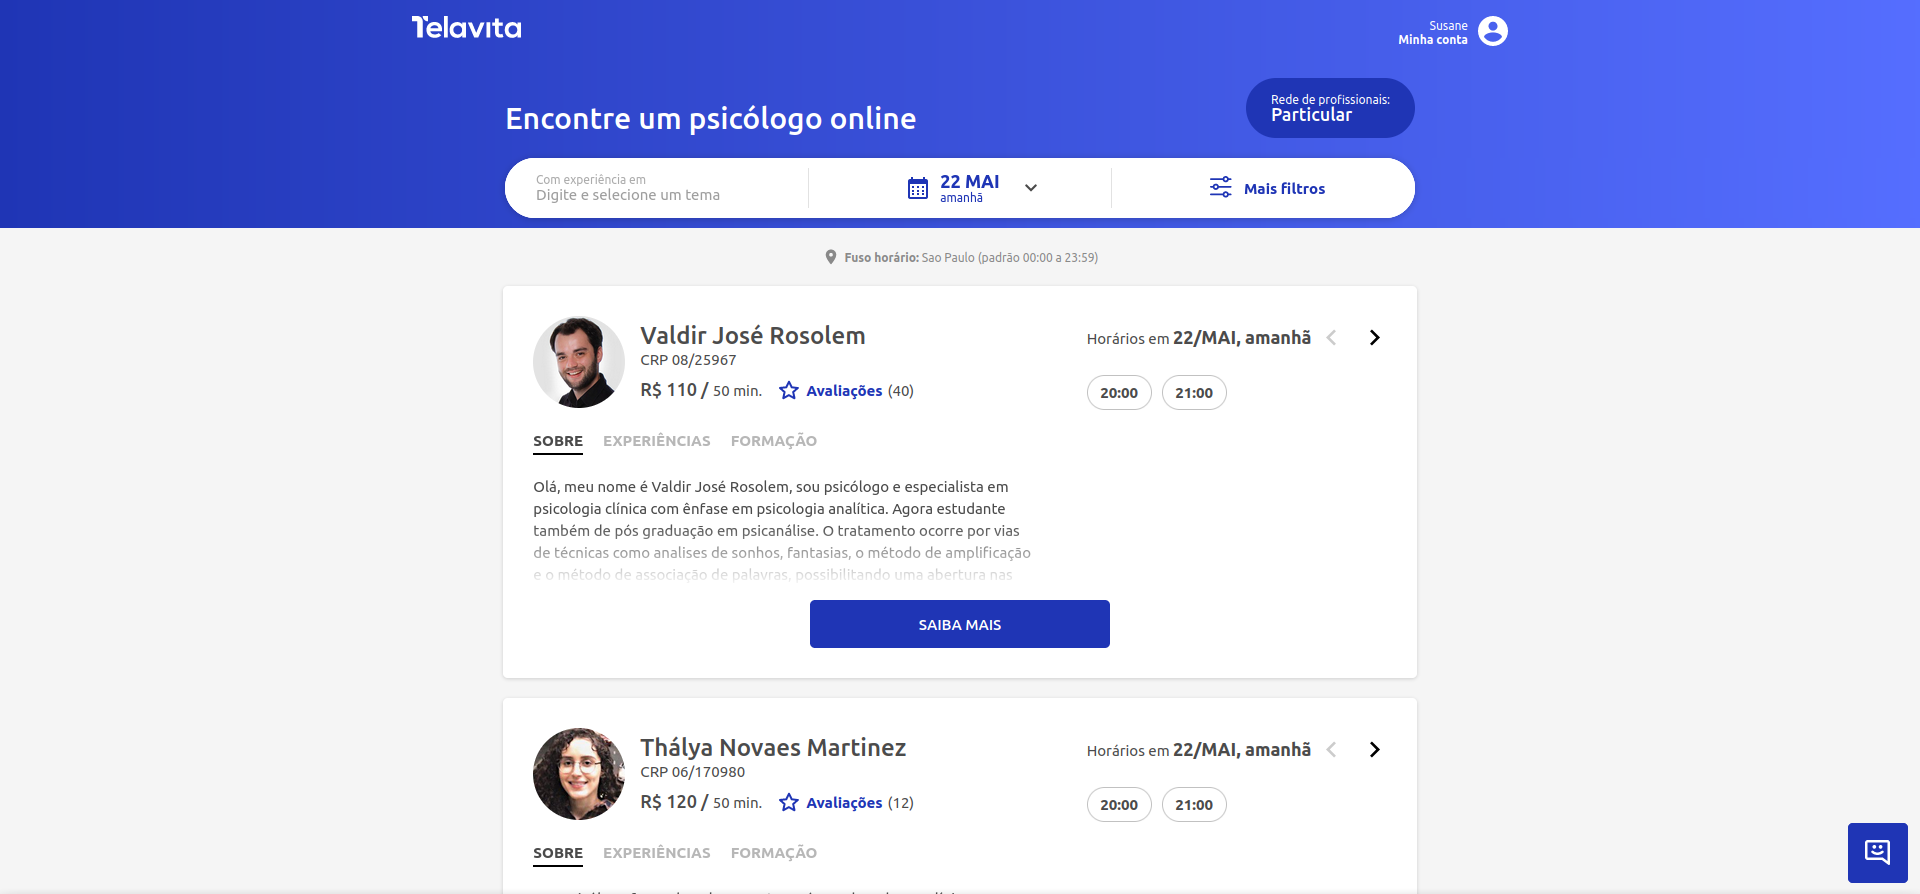 Telavita
Susane
Minha conta
Encontre um psicólogo online
Rede de profissionais:
Particular
Com experiência em
Digite e selecione um tema
22 MAI
amanhã
Mais filtros
Fuso horário: Sao Paulo (padrão 00:00 a 23:59)
Valdir José Rosolem
CRP 08/25967
R$ 110 / 50 min. Avaliações (40)
Horários em 22/MAI, amanhã
20:00 21:00
SOBRE EXPERIÊNCIAS FORMAÇÃO
Olá, meu nome é Valdir José Rosolem, sou psicólogo e especialista em
psicologia clínica com ênfase em psicologia analítica. Agora estudante
também de pós graduação em psicanálise. O tratamento ocorre por vias
de técnicas como analises de sonhos, fantasias, o método de amplificação
e o método de associação de palavras, possibilitando uma abertura nas
SAIBA MAIS
Thálya Novaes Martinez
CRP 06/170980
R$ 120 / 50 min. Avaliações (12)
Horários em 22/MAI, amanhã
20:00 21:00
SOBRE EXPERIÊNCIAS FORMAÇÃO